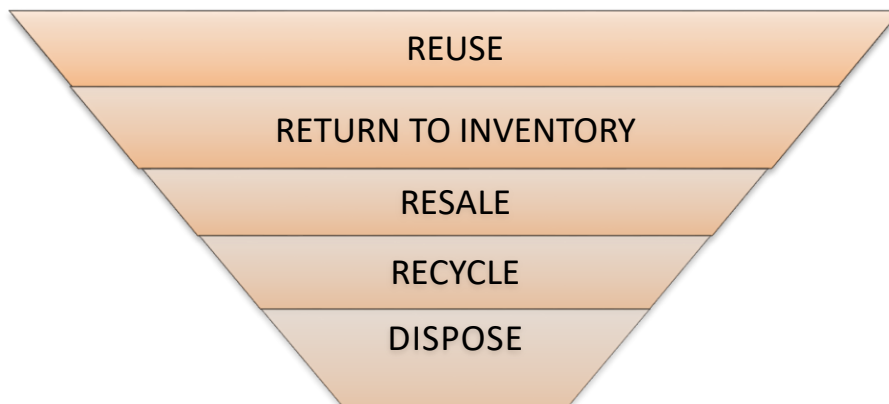 REUSE
RETURN TO INVENTORY
RESALE
RECYCLE
DISPOSE